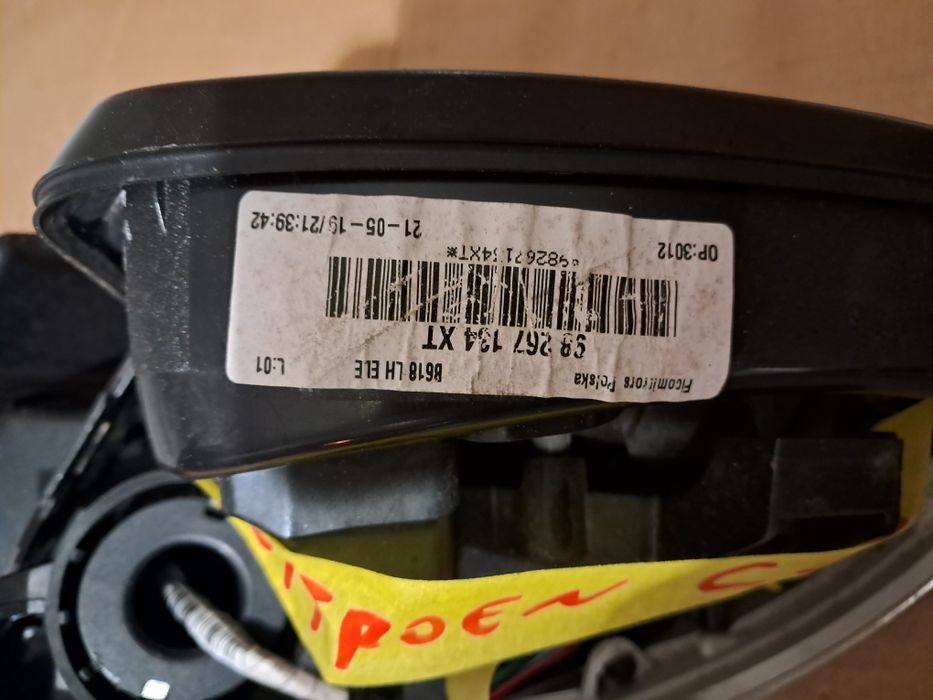 Ficomirrors Polska B618 LH ELE L:01
98 267 134 XT
*98267134XT*
OP:3012 21-05-19/21:39:42
CITROEN